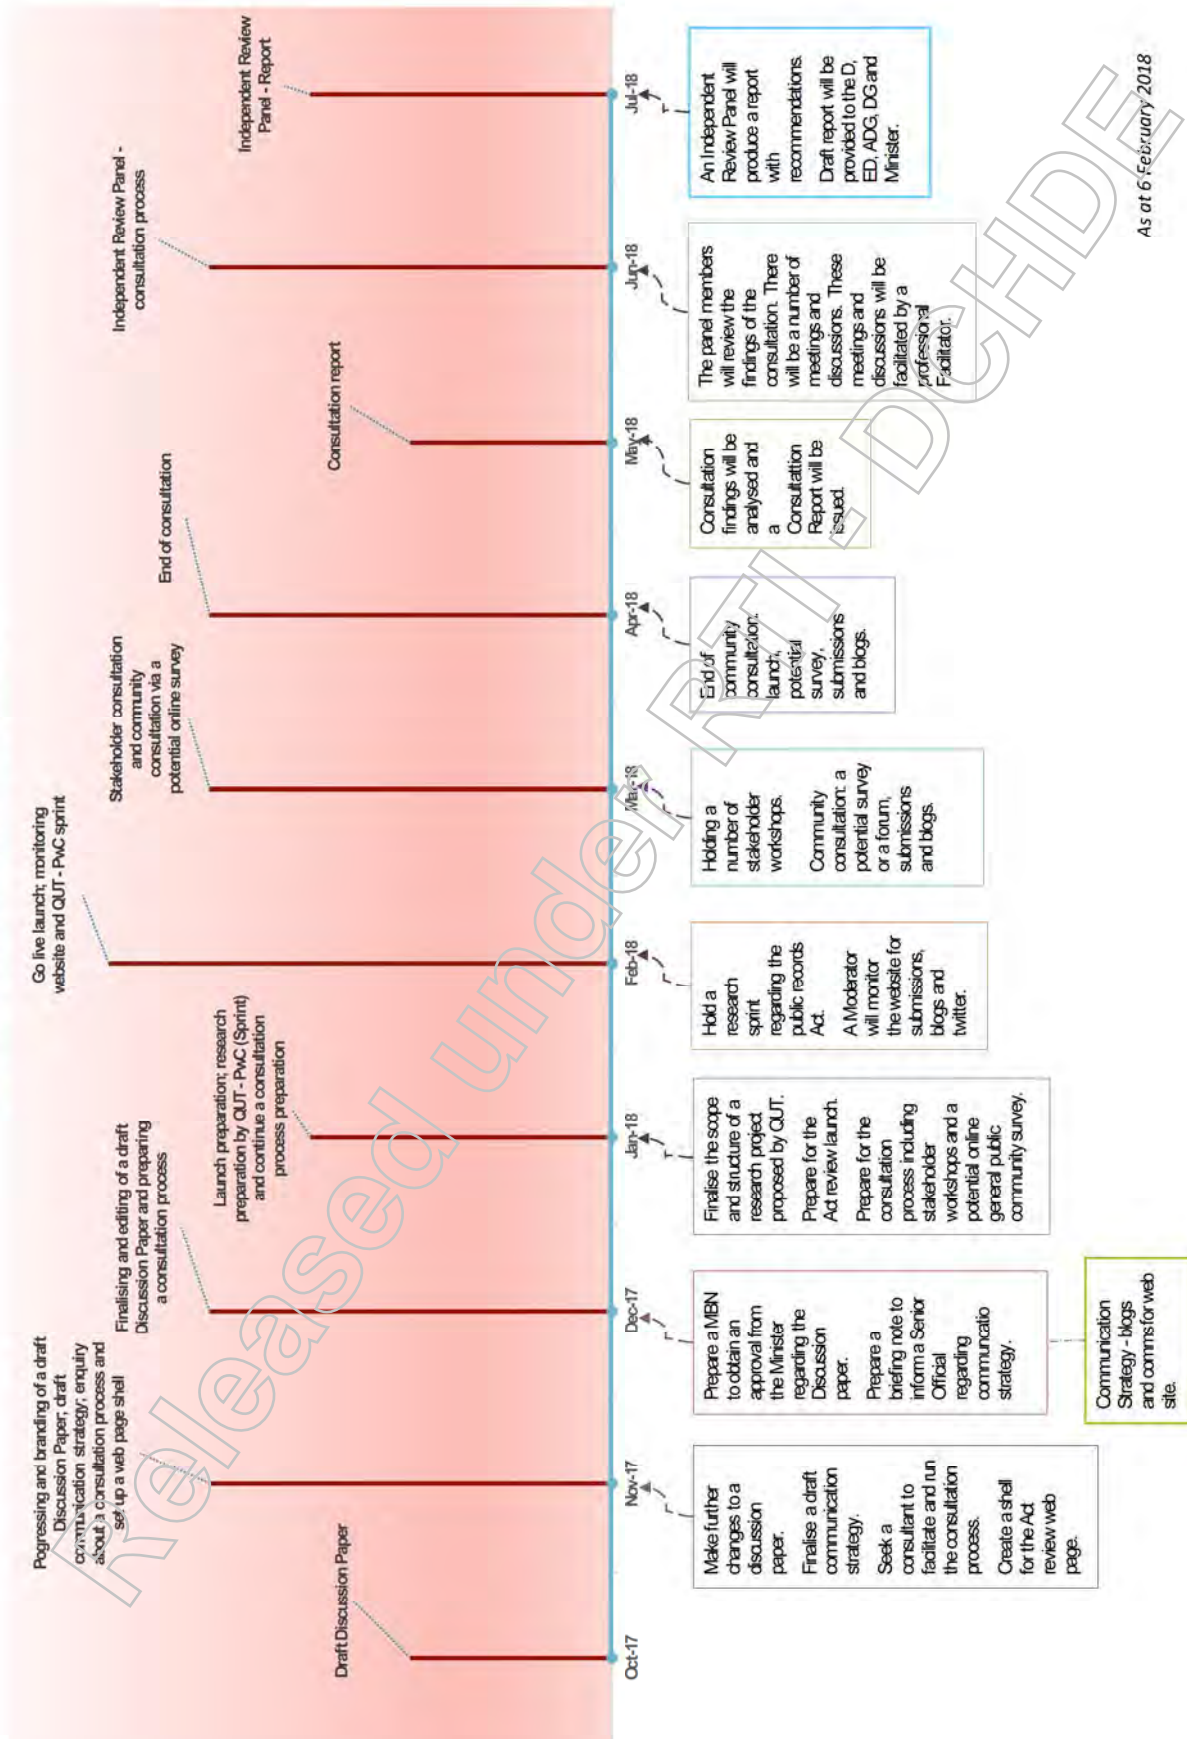 Pogressing and branding of a draft
Discussion Paper; draft
communication strategy; enquiry
about a consultation process and
set up a web page shell
Finalising and editing of a draft
Discussion Paper and preparing
a consultation process
Launch preparation; research
preparation by QUT - PwC (Sprint)
and continue a consultation
process preparation
Go live launch; monitoring
website and QUT - PwC sprint
Stakeholder consultation
and community
consultation via a
potential online survey
End of consultation
Consultation report
Independent Review Panel -
consultation process
Independent Review
Panel - Report
Draft Discussion Paper
Oct-17
Nov-17
Dec-17
Jan-18
Feb-18
Mar-18
Apr-18
May-18
Jun-18
Jul-18
Make further
changes to a
discussion
paper.
Finalise a draft
communication
strategy.
Seek a
consultant to
facilitate and run
the consultation
process.
Create a shell
for the Act
review web
page.
Prepare a MBN
to obtain an
approval from
the Minister
regarding the
Discussion
paper.
Prepare a
briefing note to
inform a Senior
Official
regarding
communcatio
strategy.
Communication
Strategy - blogs
and comms for web
site.
Finalise the scope
and structure of a
research project
proposed by QUT.
Prepare for the
Act review launch.
Prepare for the
consultation
process including
stakeholder
workshops and a
potential online
general public
community survey.
Hold a
research
sprint
regarding the
public records
Act.
A Moderator
will monitor
the website for
submissions,
blogs and
twitter.
Holding a
number of
stakeholder
workshops.
Community
consultation: a
potential survey
or a forum,
submissions
and blogs.
End of
community
consultation:
launch,
potential
survey,
submissions
and blogs.
Consultation
findings will be
analysed and
a
Consultattion
Report will be
issued.
The panel members
will review the
findings of the
consultation. There
will be a number of
meetings and
discussions. These
meetings and
discussions will be
facilitated by a
professional
Facilitator.
An Independent
Review Panel will
produce a report
with
recommendations.
Draft report will be
provided to the D,
ED, ADG, DG and
Minister.
As at 6 February 2018
Released under RTI - DCHDE